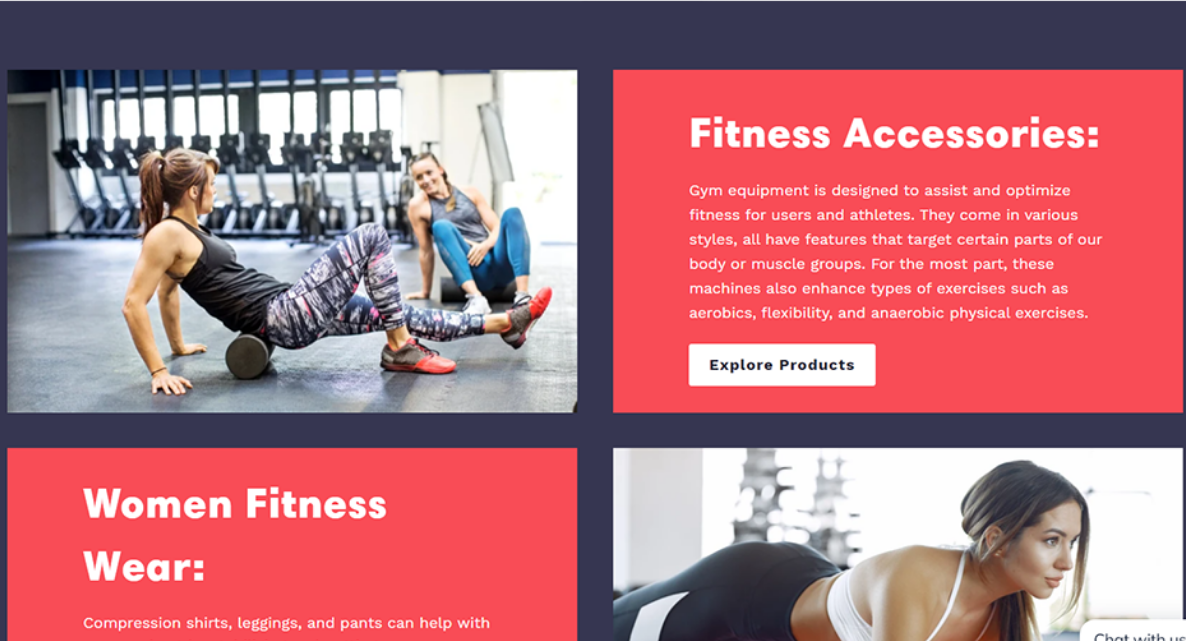 Fitness Accessories:
Gym equipment is designed to assist and optimize
fitness for users and athletes. They come in various
styles, all have features that target certain parts of our
body or muscle groups. For the most part, these
machines also enhance types of exercises such as
aerobics, flexibility, and anaerobic physical exercises.
Explore Products
Women Fitness
Wear:
Compression shirts, leggings, and pants can help with
Chat with us